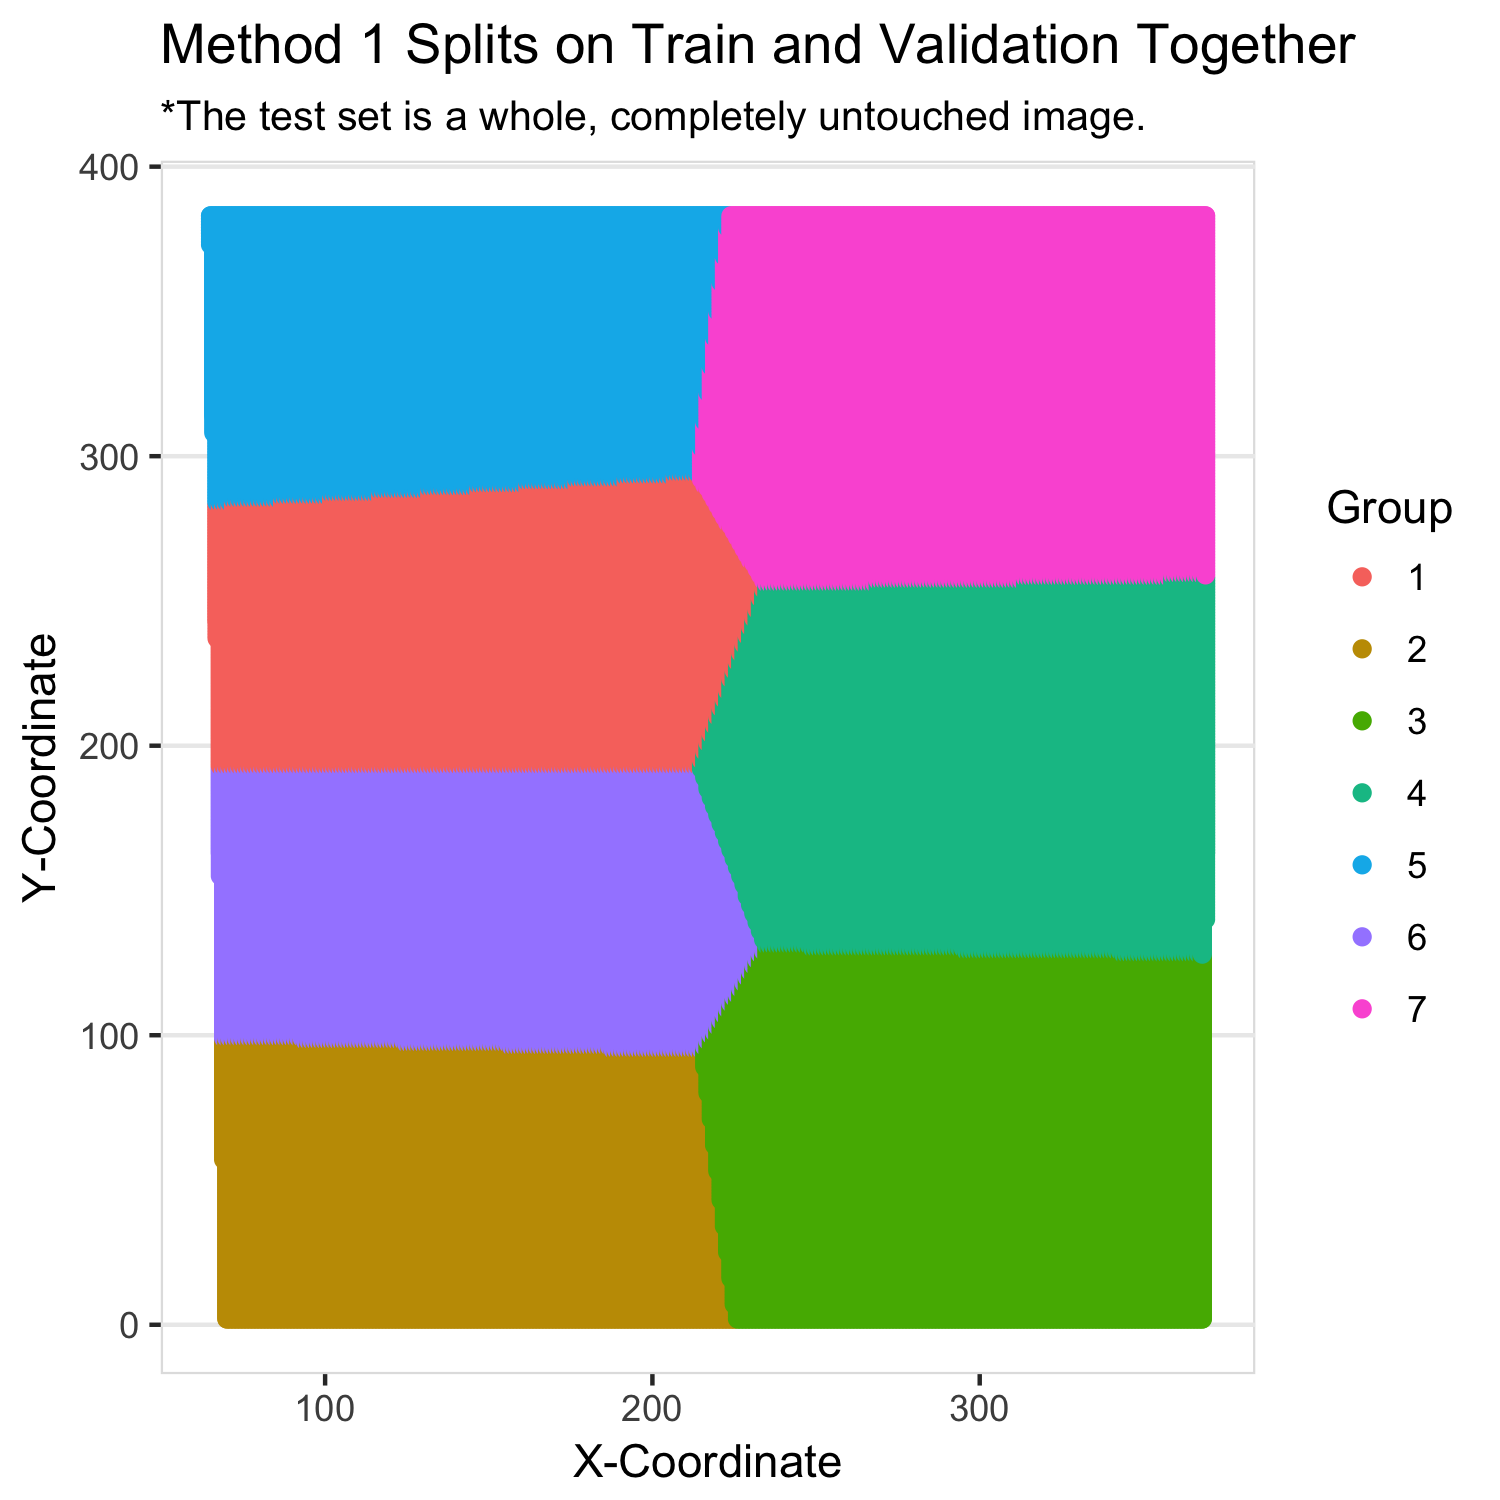 Method 1 Splits on Train and Validation Together
*The test set is a whole, completely untouched image.
400
300
200
100
0
Y-Coordinate
100 200 300
X-Coordinate
Group
1
2
3
4
5
6
7